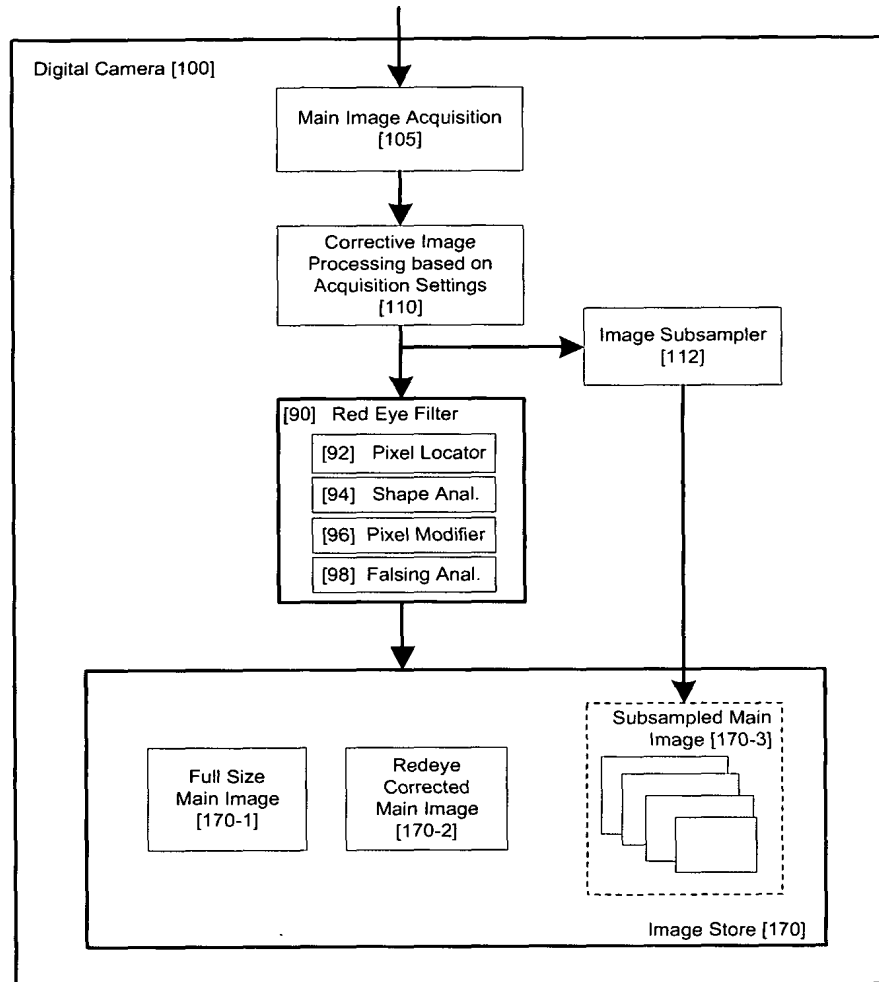 Digital Camera [100]
Main Image Acquisition
[105]
Corrective Image
Processing based on
Acquisition Settings
[110]
Image Subsampler
[112]
[90] Red Eye Filter
[92] Pixel Locator
[94] Shape Anal.
[96] Pixel Modifier
[98] Falsing Anal.
Subsampled Main
Image [170-3]
Full Size
Main Image
[170-1]
Redeye
Corrected
Main Image
[170-2]
Image Store [170]